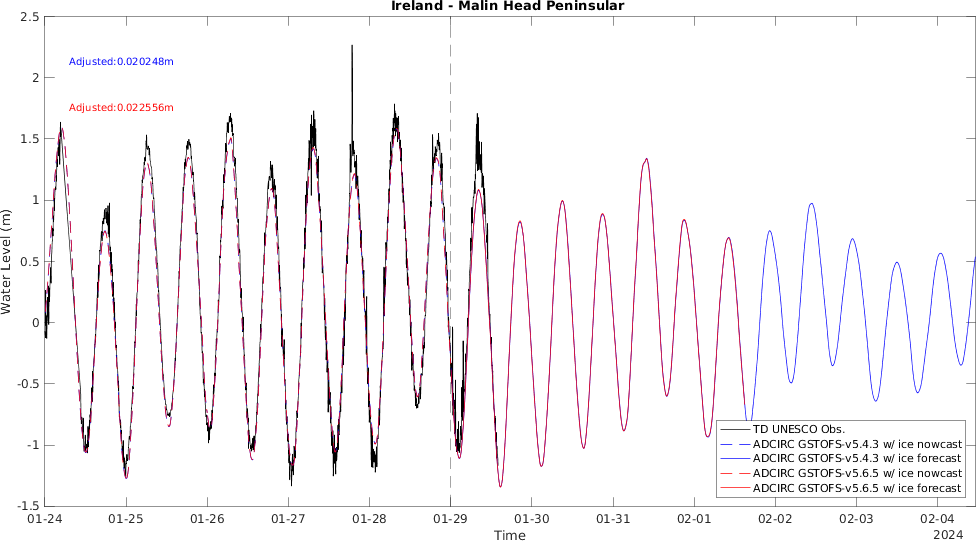 Ireland - Malin Head Peninsular
Adjusted:0.020248m
Adjusted:0.022556m
Water Level (m)
2.5
2
1.5
1
0.5
0
-0.5
-1
-1.5
01-24
01-25
01-26
01-27
01-28
01-29
01-30
01-31
02-01
02-02
02-03
02-04
Time
2024
TD UNESCO Obs.
ADCIRC GSTOFS-v5.4.3 w/ ice nowcast
ADCIRC GSTOFS-v5.4.3 w/ ice forecast
ADCIRC GSTOFS-v5.6.5 w/ ice nowcast
ADCIRC GSTOFS-v5.6.5 w/ ice forecast